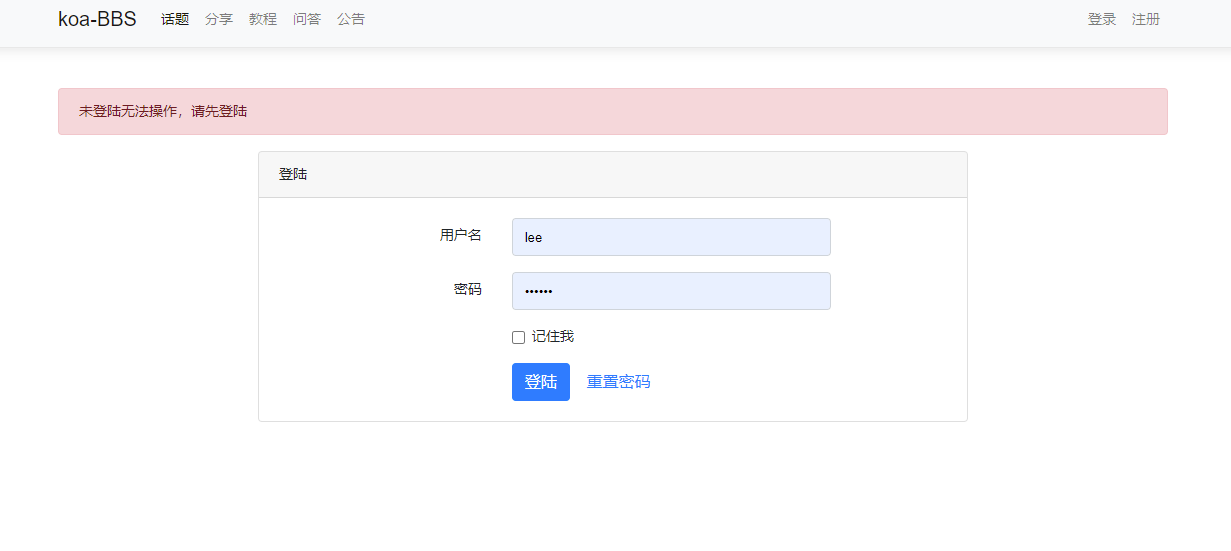 koa-BBS 话题 分享 教程 问答 公告 登录 注册
未登陆无法操作，请先登陆
登陆
用户名 lee
密码 ••••••
记住我
登陆 重置密码